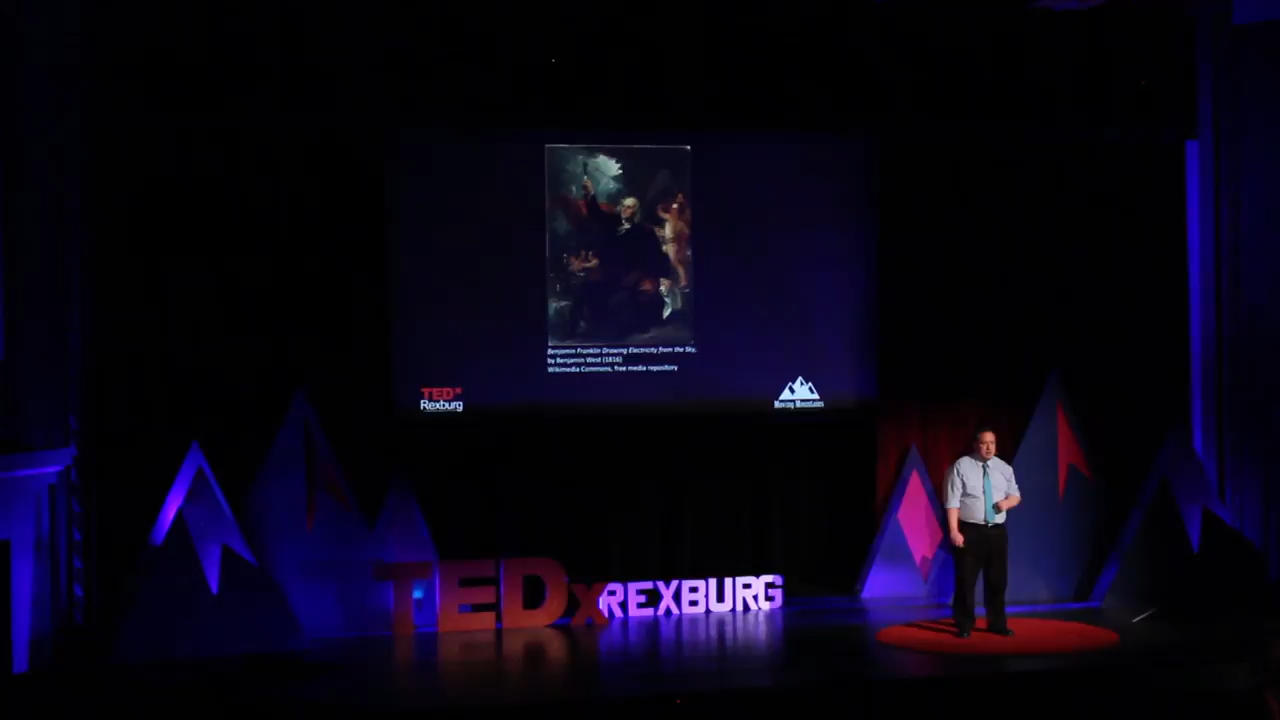 Benjamin Franklin Drawing Electricity from the Sky,
by Benjamin West (1816)
Wikimedia Commons, free media repository
TEDx
Rexburg
Moving Mountains
TEDxREXBURG